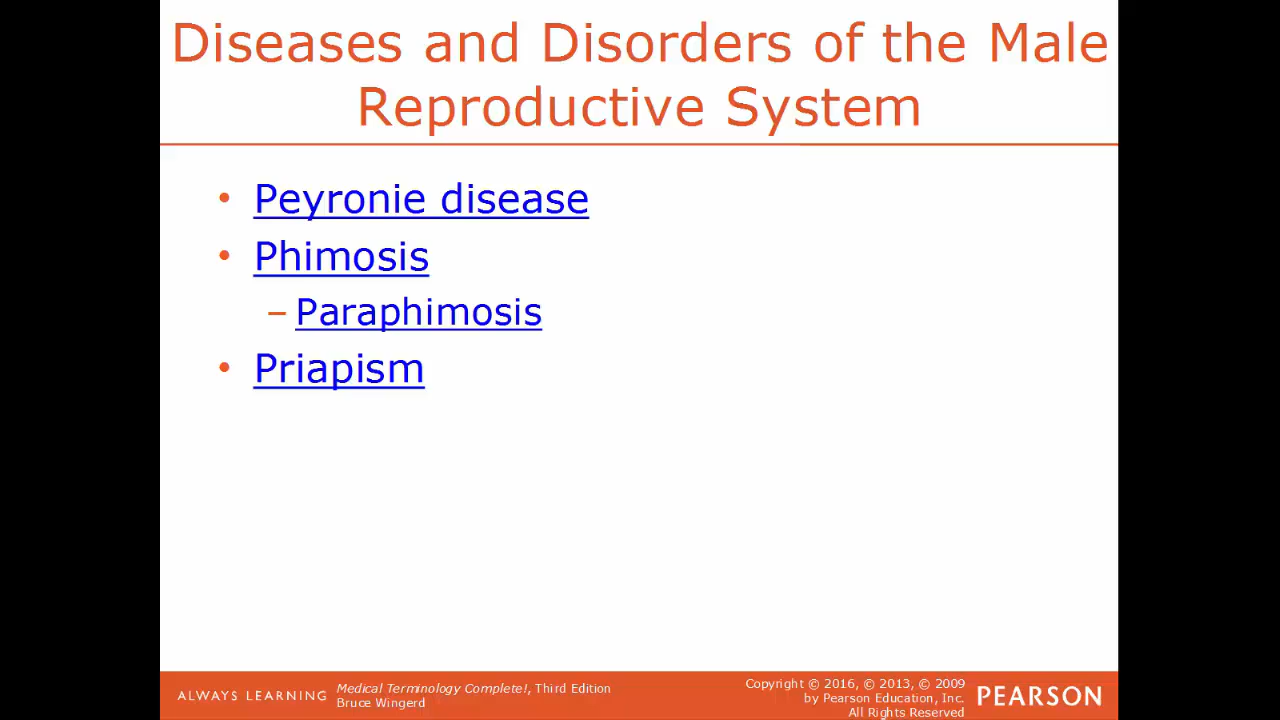 Diseases and Disorders of the Male
Reproductive System
• Peyronie disease
• Phimosis
– Paraphimosis
• Priapism
ALWAYS LEARNING
Medical Terminology Complete!, Third Edition
Bruce Wingerd
Copyright © 2016, © 2013, © 2009
by Pearson Education, Inc.
All Rights Reserved
PEARSON